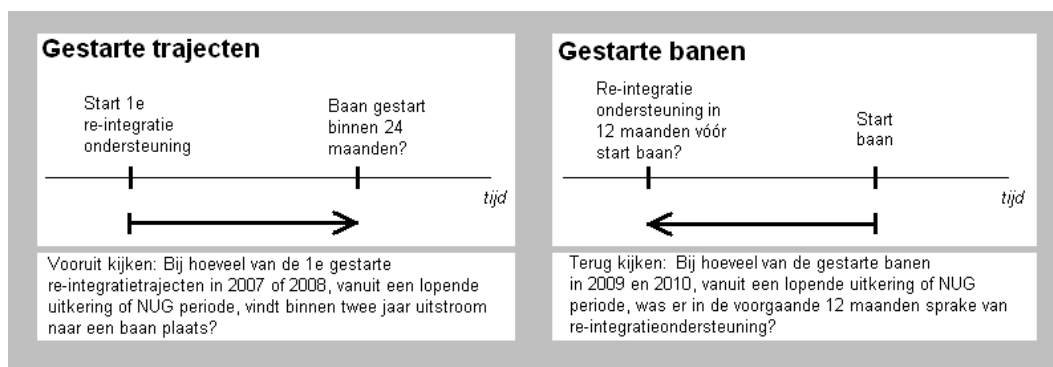 Gestarte trajecten
Start 1e
re-integratie
ondersteuning
Baan gestart
binnen 24
maanden?
tijd
Vooruit kijken: Bij hoeveel van de 1e gestarte
re-integratietrajecten in 2007 of 2008, vanuit een lopende
uitkering of NUG periode, vindt binnen twee jaar uitstroom
naar een baan plaats?
Gestarte banen
Re-integratie
ondersteuning in
12 maanden vóór
start baan?
Start
baan
tijd
Terug kijken: Bij hoeveel van de gestarte banen
in 2009 en 2010, vanuit een lopende uitkering of NUG
periode, was er in de voorgaande 12 maanden sprake van
re-integratieondersteuning?